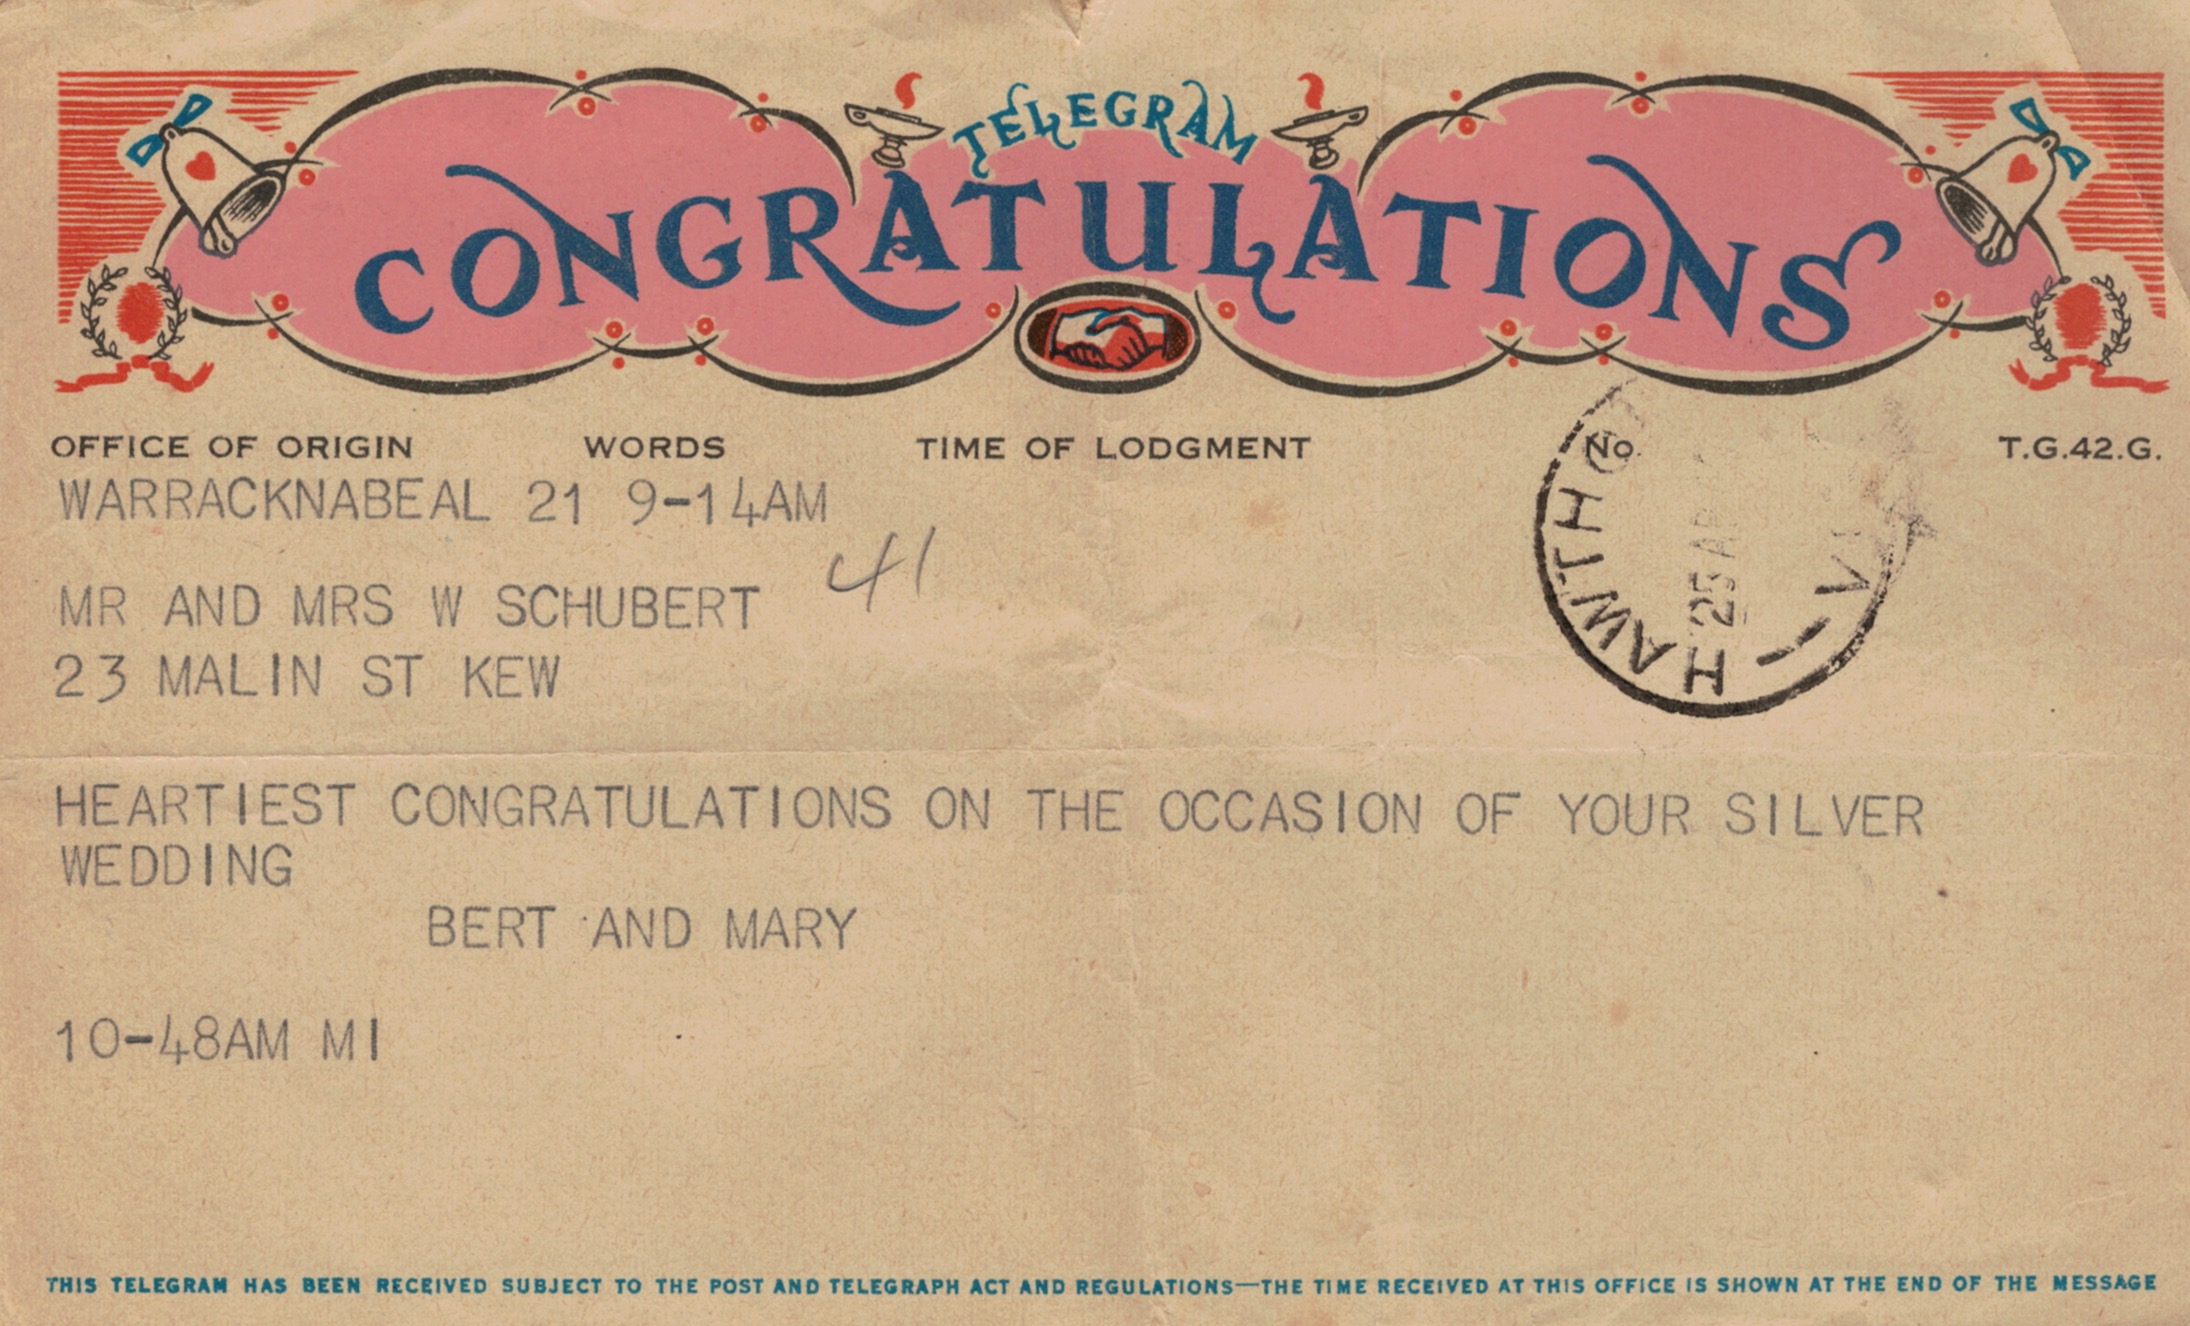 TELEGRAM
CONGRATULATIONS
OFFICE OF ORIGIN WORDS TIME OF LODGMENT No. T.G.42.G.
WARRACKNABEAL 21 9-14AM
41
MR AND MRS W SCHUBERT
23 MALIN ST KEW
HAWTHO
25 AP
HEARTIEST CONGRATULATIONS ON THE OCCASION OF YOUR SILVER
WEDDING
BERT AND MARY
10-48AM MI
THIS TELEGRAM HAS BEEN RECEIVED SUBJECT TO THE POST AND TELEGRAPH ACT AND REGULATIONS—THE TIME RECEIVED AT THIS OFFICE IS SHOWN AT THE END OF THE MESSAGE